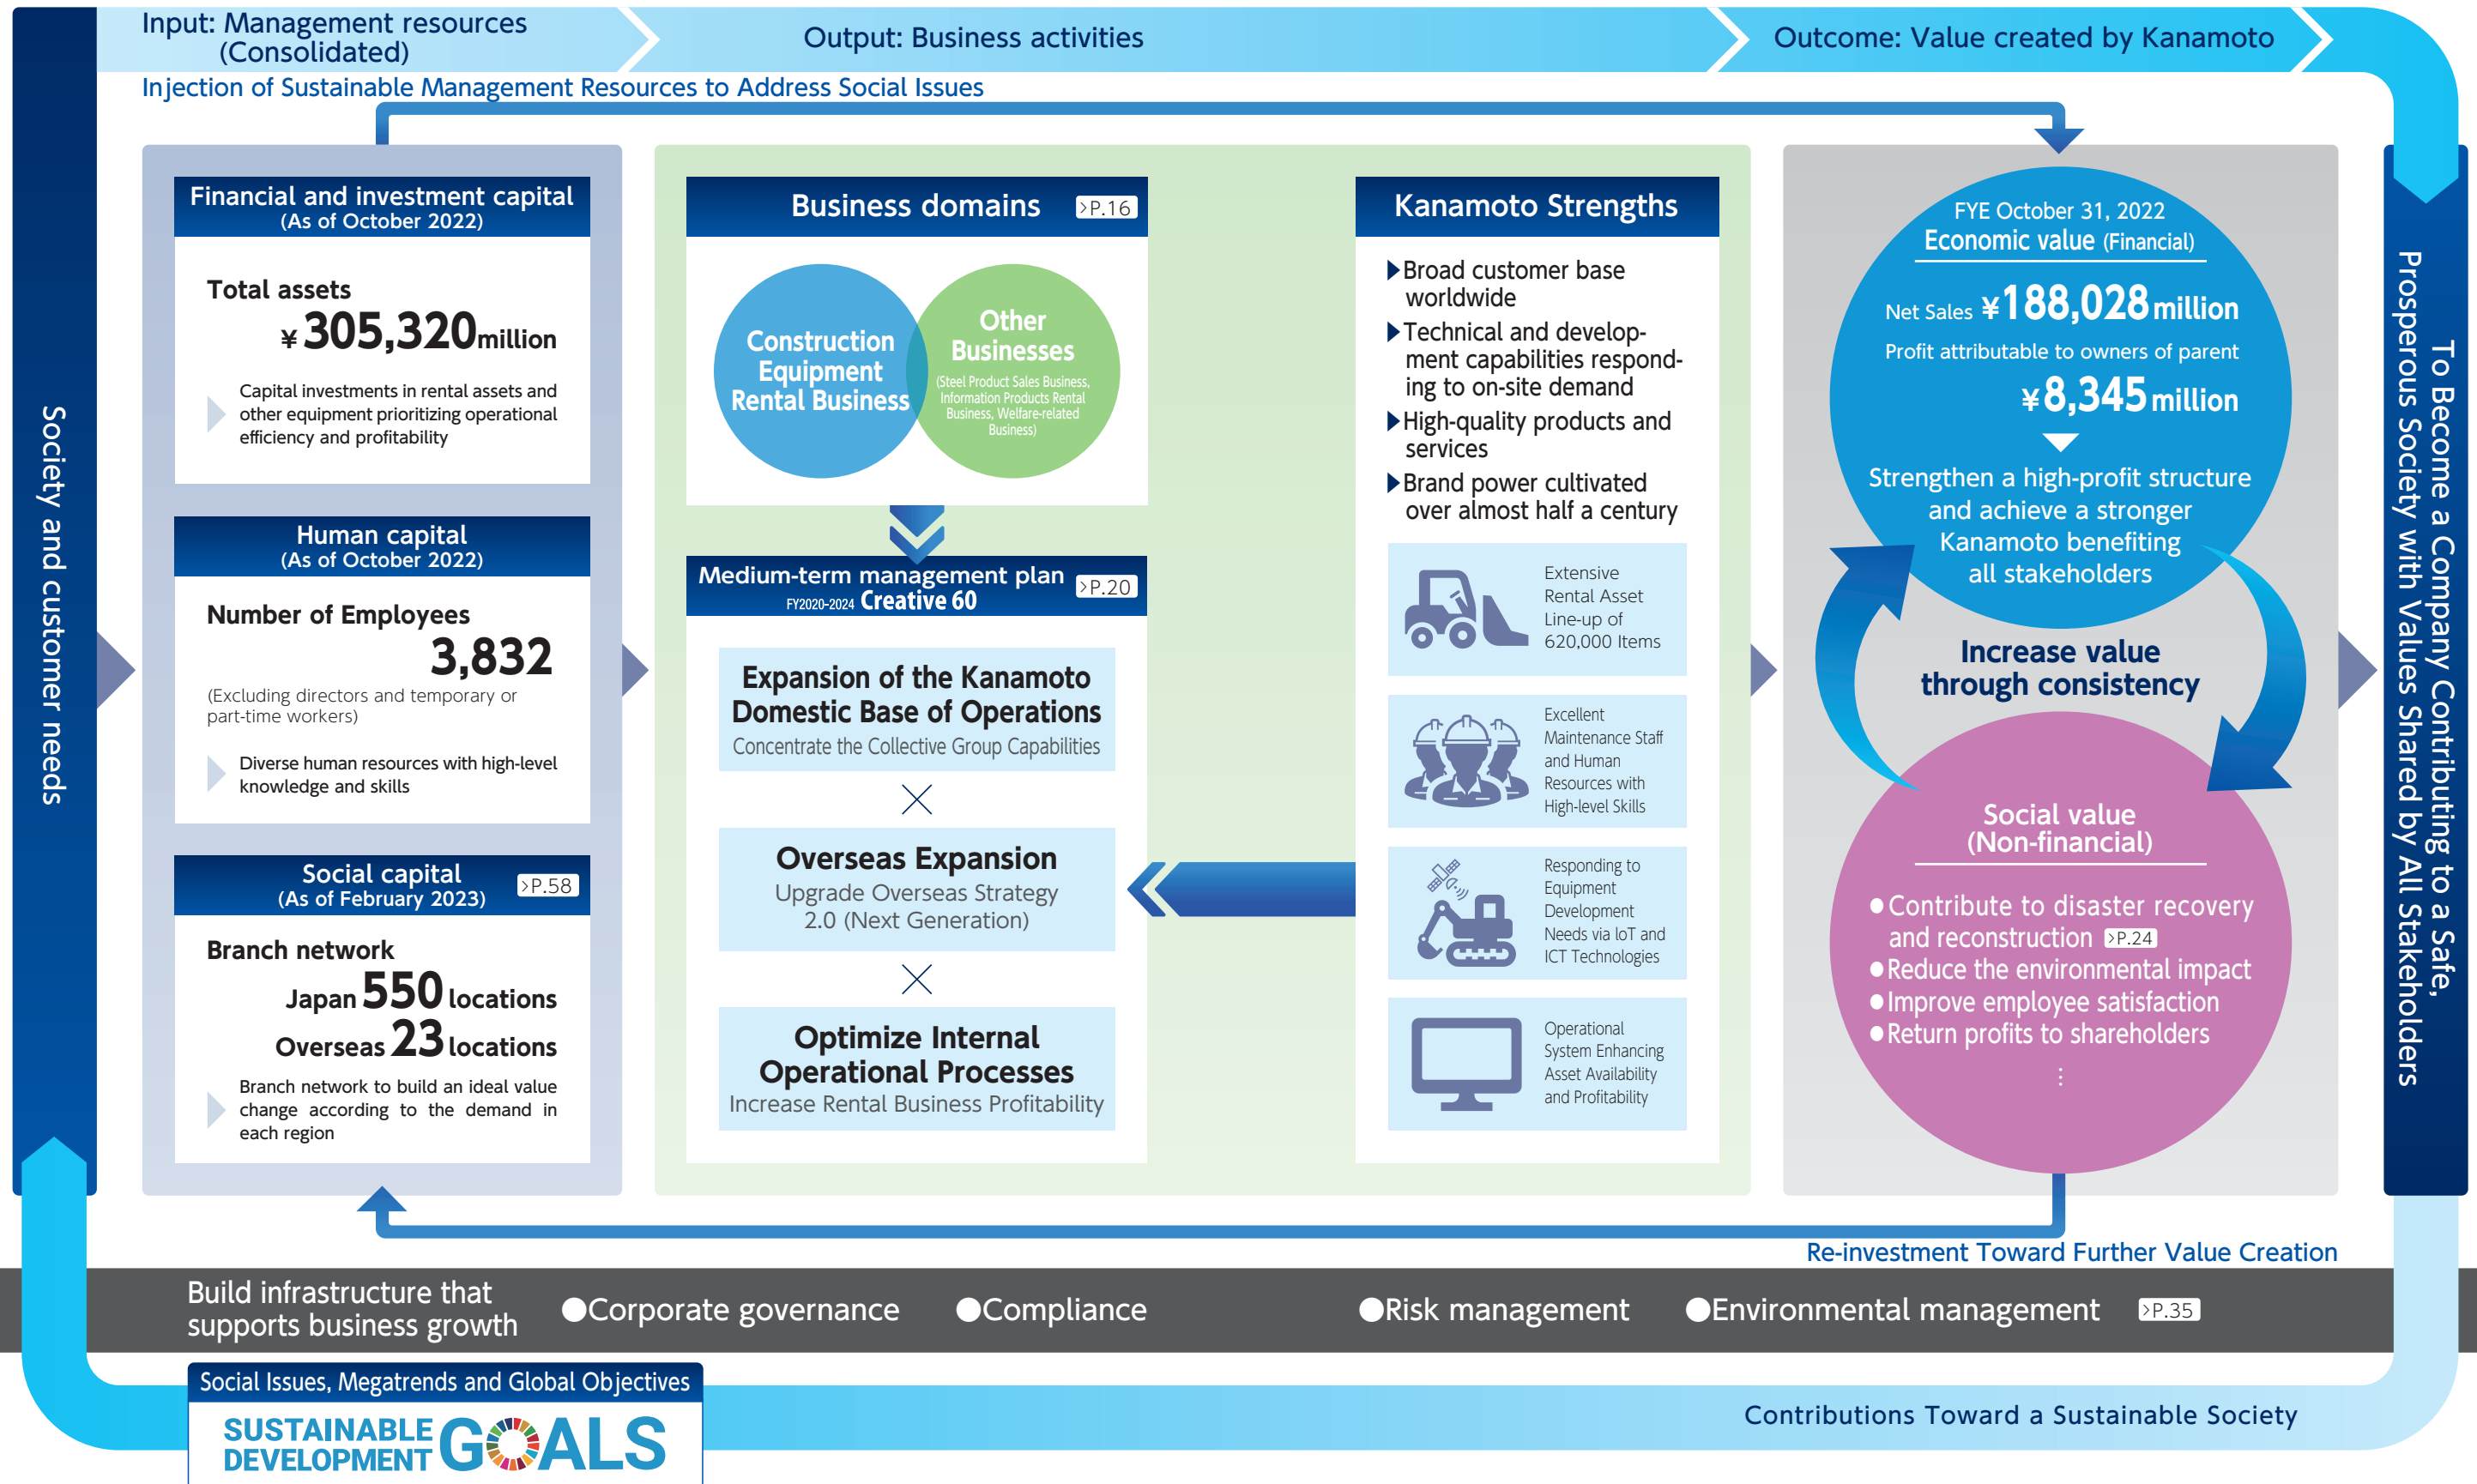 Input: Management resources
(Consolidated)
Output: Business activities
Outcome: Value created by Kanamoto
Injection of Sustainable Management Resources to Address Social Issues
Society and customer needs
Financial and investment capital
(As of October 2022)
Total assets
¥305,320million
Capital investments in rental assets and
other equipment prioritizing operational
efficiency and profitability
Human capital
(As of October 2022)
Number of Employees
3,832
(Excluding directors and temporary or
part-time workers)
Diverse human resources with high-level
knowledge and skills
Social capital
(As of February 2023)
>P.58
Branch network
Japan 550 locations
Overseas 23 locations
Branch network to build an ideal value
change according to the demand in
each region
Business domains >P.16
Construction
Equipment
Rental Business
Other
Businesses
(Steel Product Sales Business,
Information Products Rental
Business, Welfare-related
Business)
Medium-term management plan
FY2020-2024 Creative 60
>P.20
Expansion of the Kanamoto
Domestic Base of Operations
Concentrate the Collective Group Capabilities
×
Overseas Expansion
Upgrade Overseas Strategy
2.0 (Next Generation)
×
Optimize Internal
Operational Processes
Increase Rental Business Profitability
Kanamoto Strengths
Broad customer base
worldwide
Technical and develop-
ment capabilities respond-
ing to on-site demand
High-quality products and
services
Brand power cultivated
over almost half a century
Extensive
Rental Asset
Line-up of
620,000 Items
Excellent
Maintenance Staff
and Human
Resources with
High-level Skills
Responding to
Equipment
Development
Needs via loT and
ICT Technologies
Operational
System Enhancing
Asset Availability
and Profitability
FYE October 31, 2022
Economic value (Financial)
Net Sales ¥188,028million
Profit attributable to owners of parent
¥8,345million
Strengthen a high-profit structure
and achieve a stronger
Kanamoto benefiting
all stakeholders
Increase value
through consistency
Social value
(Non-financial)
●Contribute to disaster recovery
and reconstruction >P.24
●Reduce the environmental impact
●Improve employee satisfaction
●Return profits to shareholders
⋮
To Become a Company Contributing to a Safe,
Prosperous Society with Values Shared by All Stakeholders
Re-investment Toward Further Value Creation
Build infrastructure that
supports business growth
●Corporate governance ●Compliance ●Risk management ●Environmental management >P.35
Social Issues, Megatrends and Global Objectives
SUSTAINABLE
DEVELOPMENT GOALS
Contributions Toward a Sustainable Society